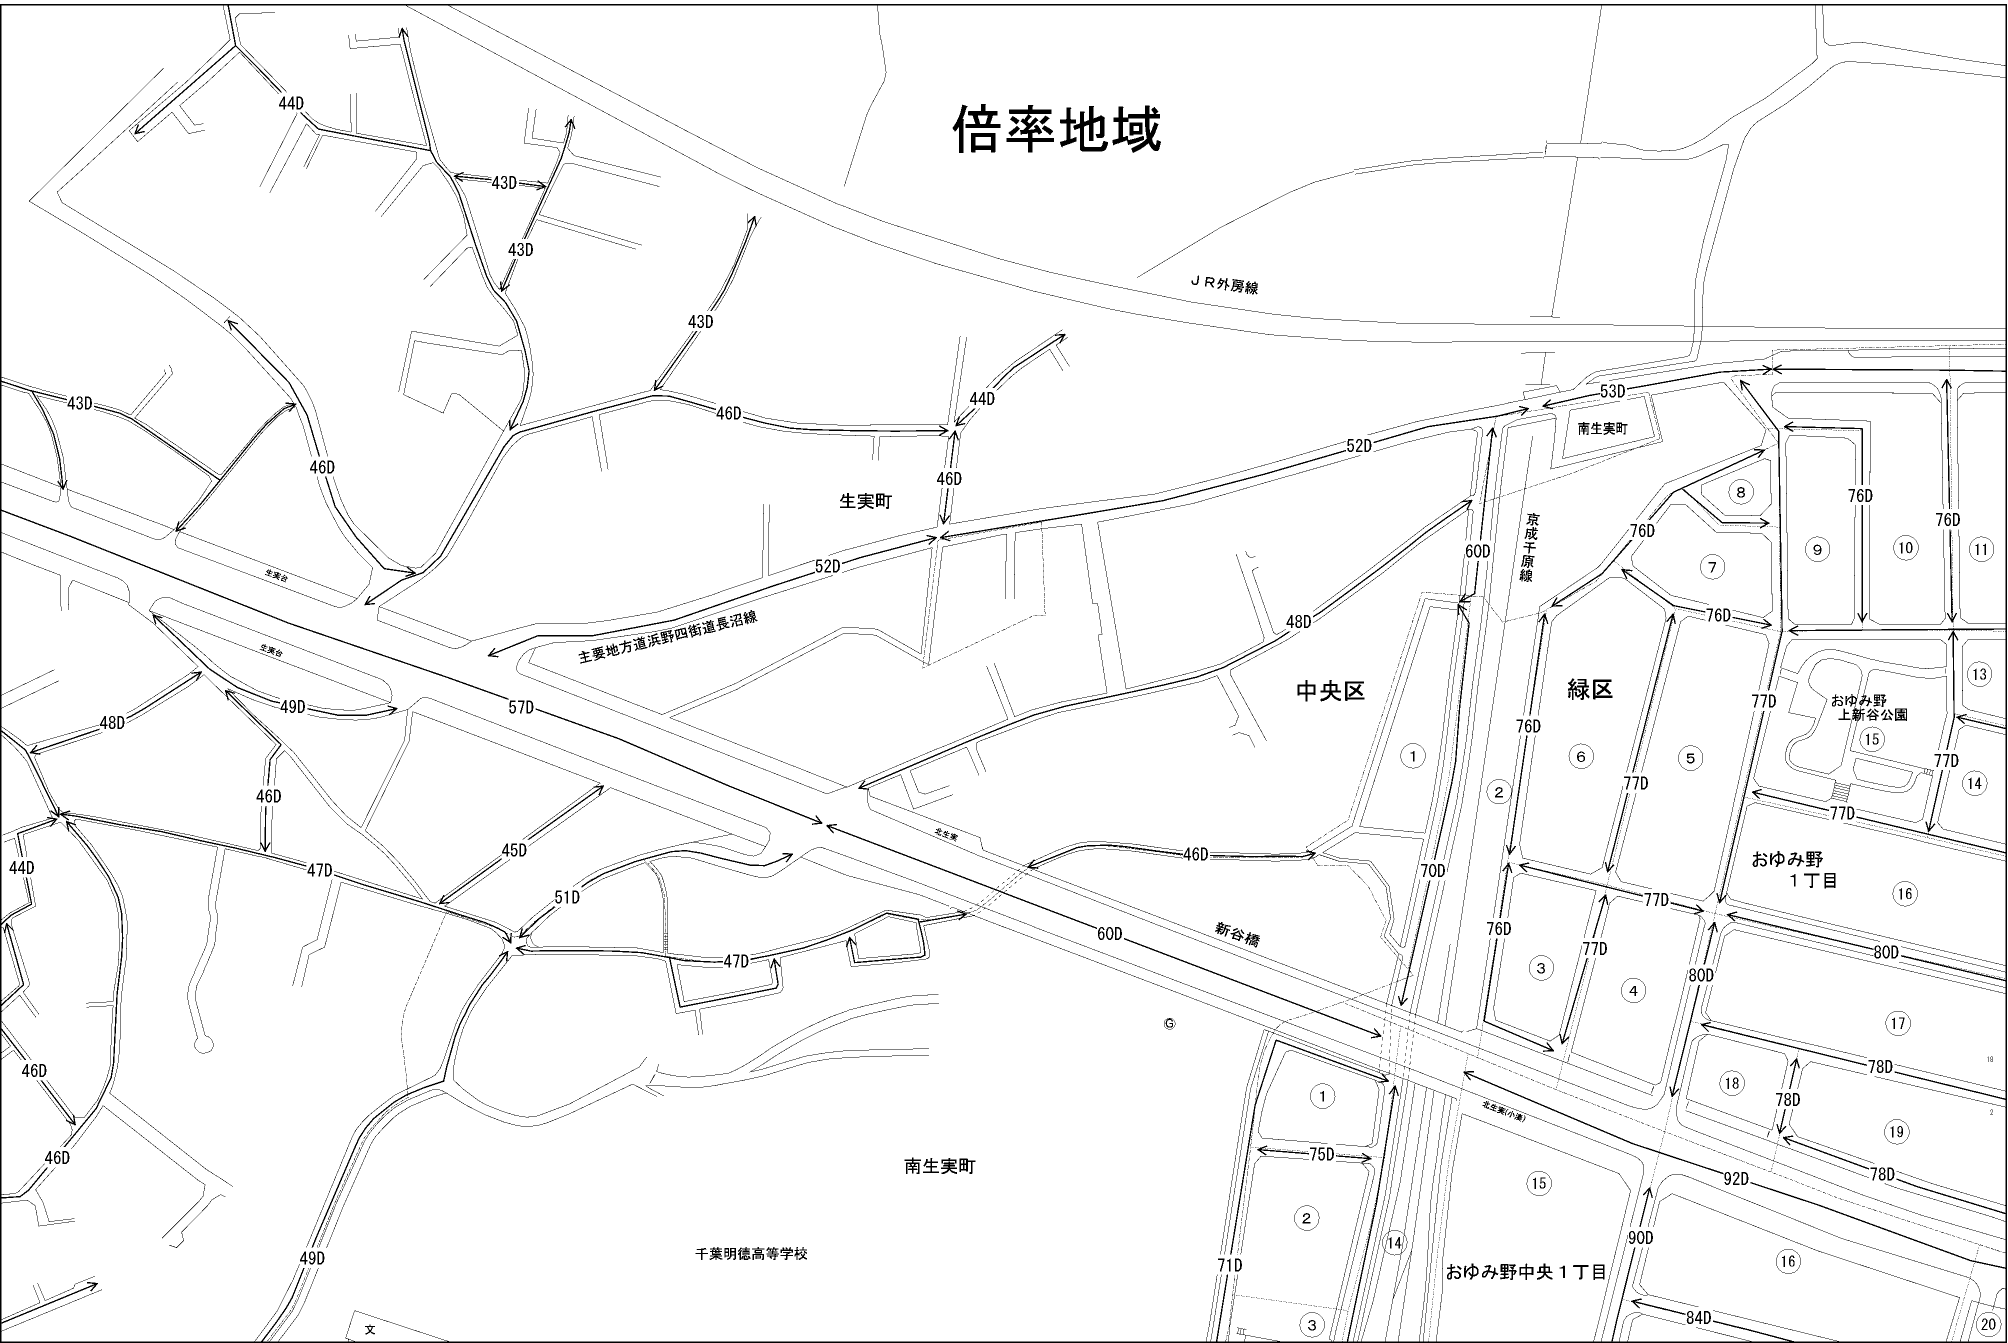 倍率地域
44D
43D
43D
43D
ＪＲ外房線
43D
46D
44D
53D
南生実町
46D
46D
生実町
52D
52D
60D
京成千原線
76D
⑧
⑦
76D
⑨
76D
⑩
76D
⑪
生実台
生実台
主要地方道浜野四街道長沼線
48D
49D
48D
57D
中央区
緑区
76D
77D
おゆみ野
上新谷公園
⑮
⑬
①
⑥
⑤
②
77D
77D
⑭
77D
46D
44D
47D
45D
51D
北生実
46D
70D
77D
おゆみ野
１丁目
⑯
47D
60D
新谷橋
76D
77D
③
④
80D
80D
⑰
46D
G
78D
18
⑱
78D
2
⑲
①
北生実(小湊)
75D
46D
南生実町
78D
92D
⑮
②
49D
千葉明徳高等学校
71D
⑭
90D
⑯
おゆみ野中央１丁目
文
③
84D
⑳